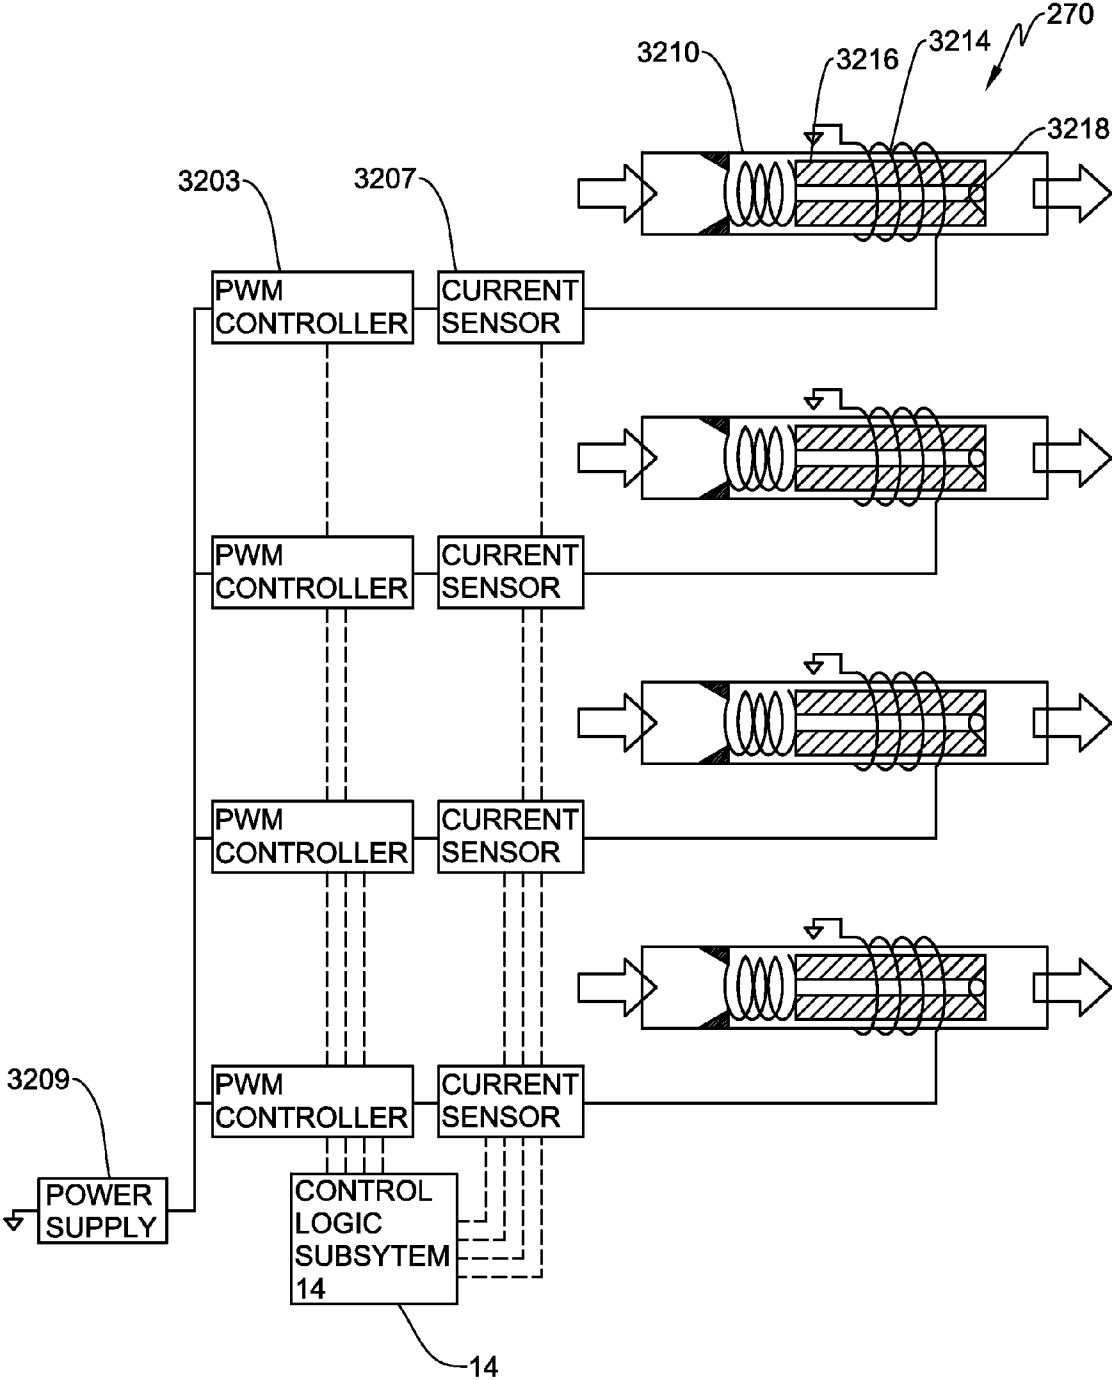 270
3214
3210
3216
3218
3203
3207
PWM
CONTROLLER
CURRENT
SENSOR
PWM
CONTROLLER
CURRENT
SENSOR
PWM
CONTROLLER
CURRENT
SENSOR
3209
PWM
CONTROLLER
CURRENT
SENSOR
POWER
SUPPLY
CONTROL
LOGIC
SUBSYTEM
14
14